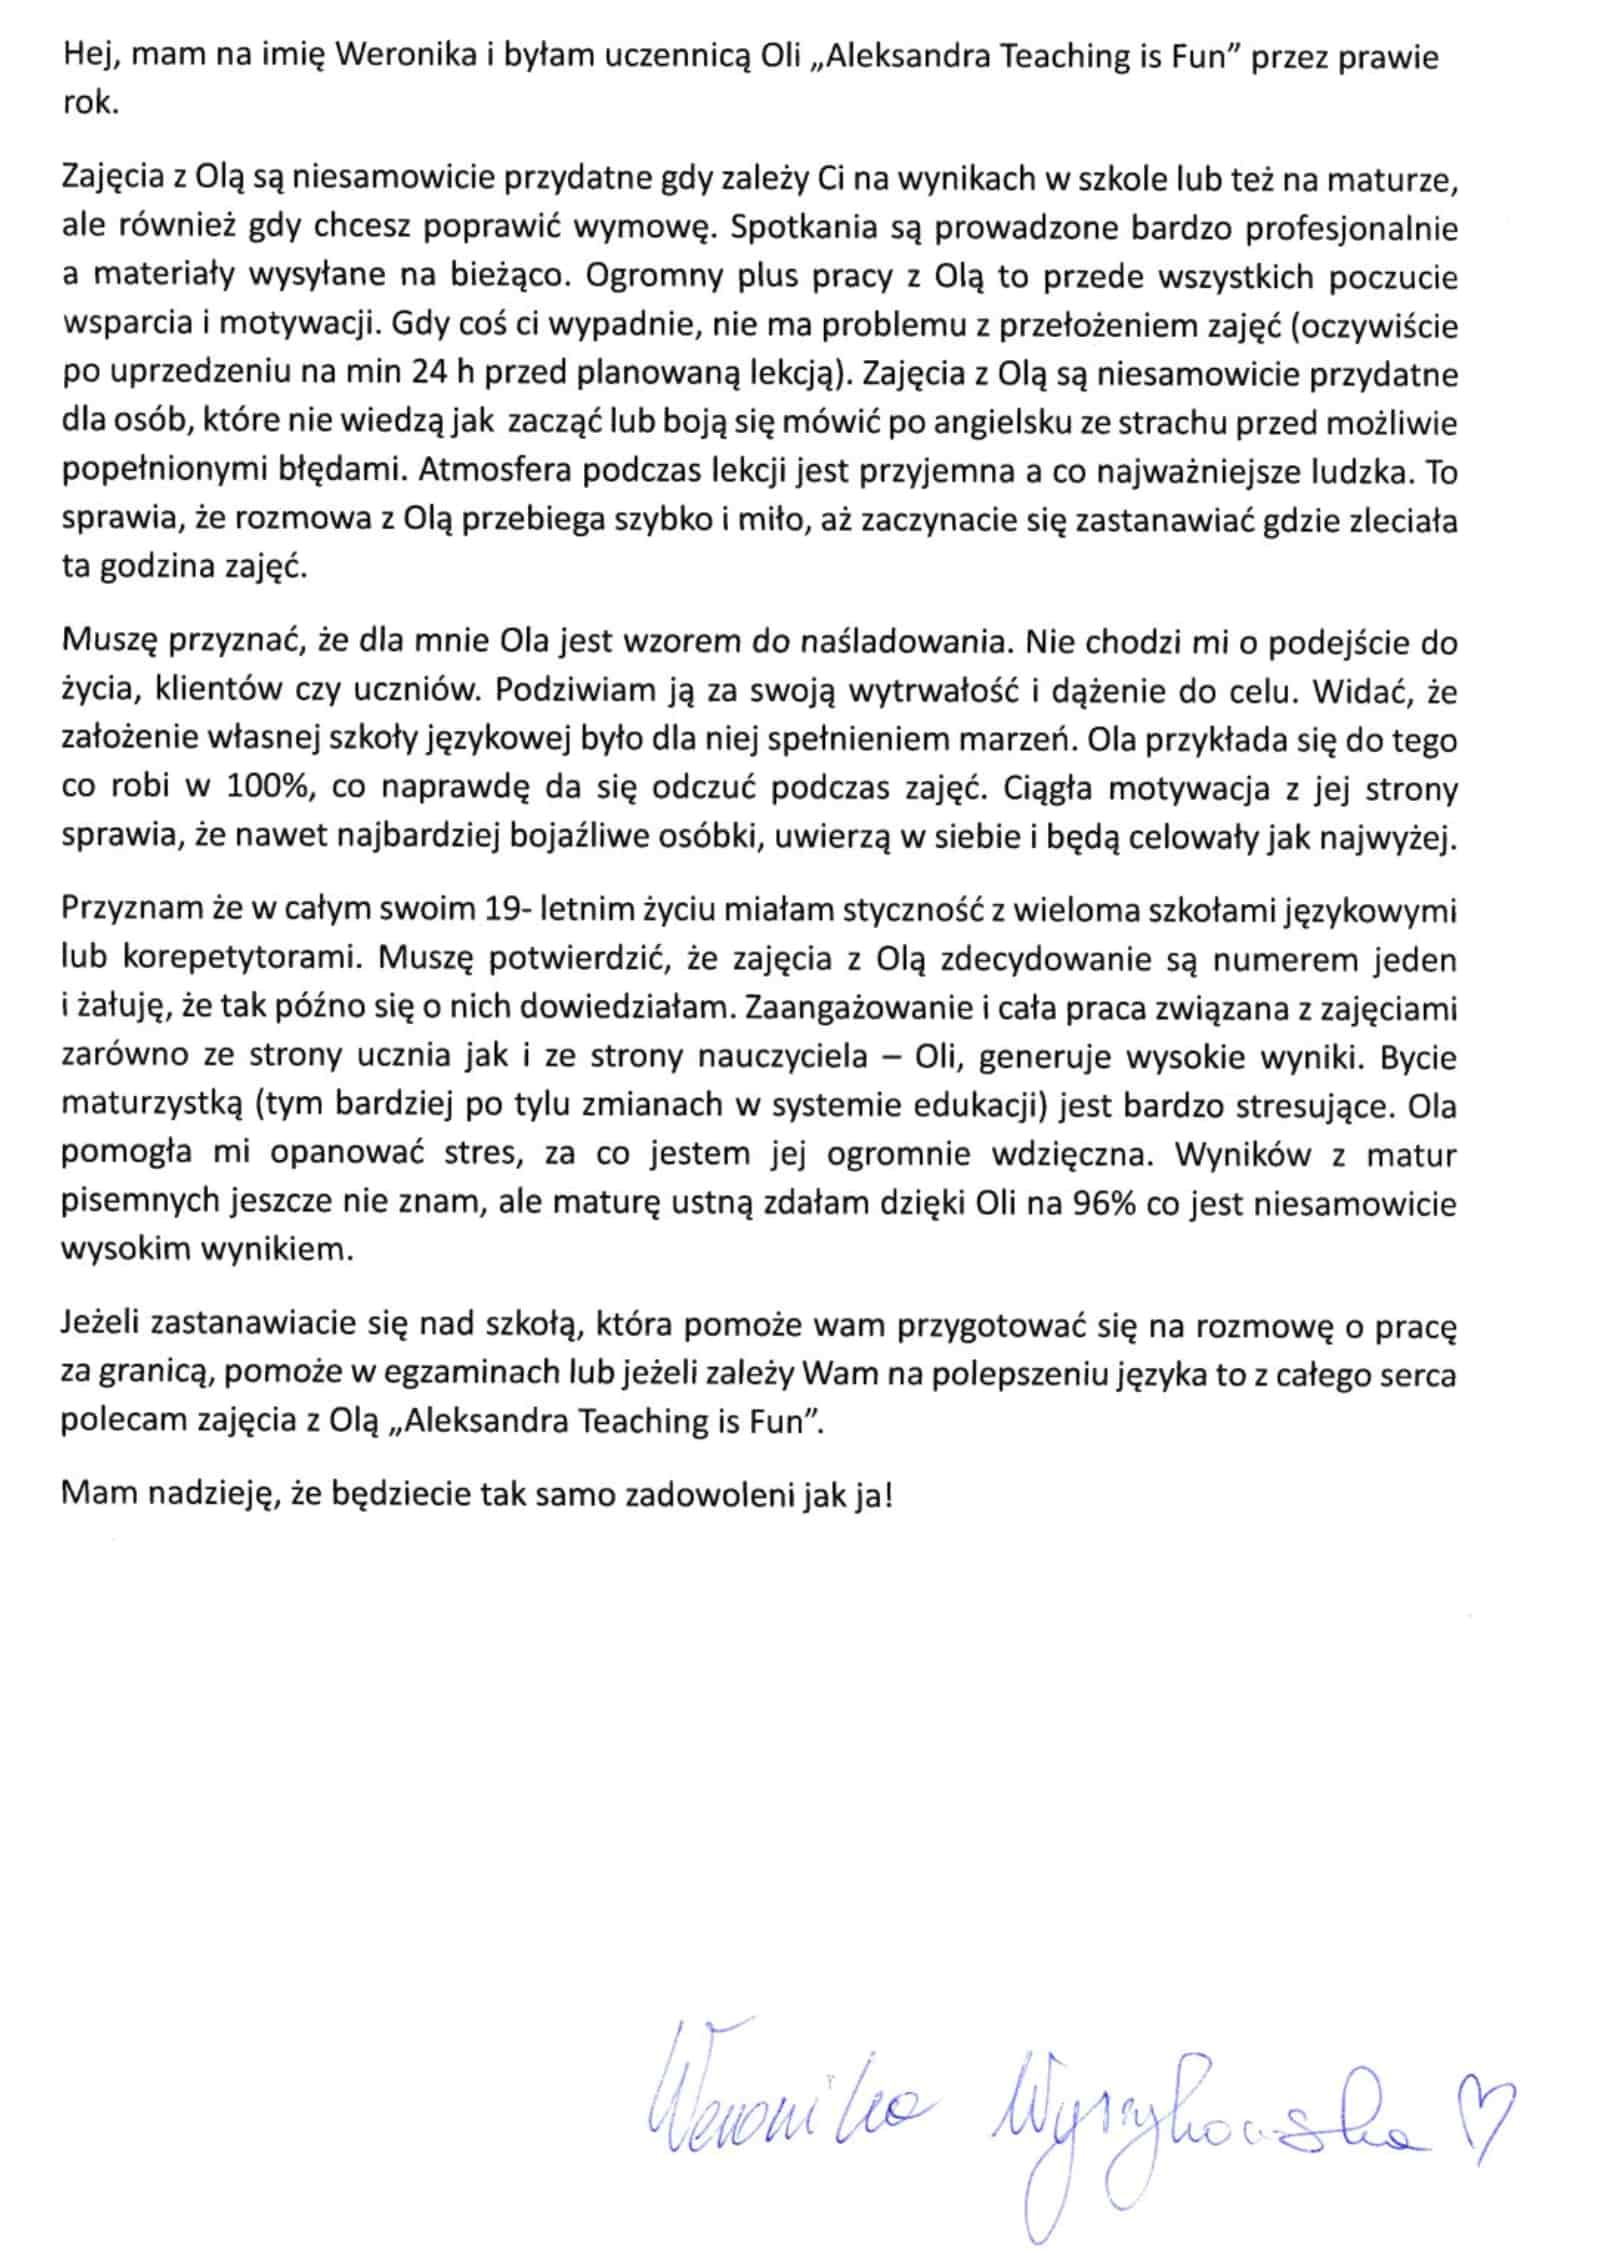 Hej, mam na imię Weronika i byłam uczennicą Oli „Aleksandra Teaching is Fun” przez prawie
rok.
Zajęcia z Olą są niesamowicie przydatne gdy zależy Ci na wynikach w szkole lub też na maturze,
ale również gdy chcesz poprawić wymowę. Spotkania są prowadzone bardzo profesjonalnie
a materiały wysyłane na bieżąco. Ogromny plus pracy z Olą to przede wszystkich poczucie
wsparcia i motywacji. Gdy coś ci wypadnie, nie ma problemu z przełożeniem zajęć (oczywiście
po uprzedzeniu na min 24 h przed planowaną lekcją). Zajęcia z Olą są niesamowicie przydatne
dla osób, które nie wiedzą jak zacząć lub boją się mówić po angielsku ze strachu przed możliwie
popełnionymi błędami. Atmosfera podczas lekcji jest przyjemna a co najważniejsze ludzka. To
sprawia, że rozmowa z Olą przebiega szybko i miło, aż zaczynacie się zastanawiać gdzie zleciała
ta godzina zajęć.
Muszę przyznać, że dla mnie Ola jest wzorem do naśladowania. Nie chodzi mi o podejście do
życia, klientów czy uczniów. Podziwiam ją za swoją wytrwałość i dążenie do celu. Widać, że
założenie własnej szkoły językowej było dla niej spełnieniem marzeń. Ola przykłada się do tego
co robi w 100%, co naprawdę da się odczuć podczas zajęć. Ciągła motywacja z jej strony
sprawia, że nawet najbardziej bojaźliwe osóbki, uwierzą w siebie i będą celowały jak najwyżej.
Przyznam że w całym swoim 19- letnim życiu miałam styczność z wieloma szkołami językowymi
lub korepetytorami. Muszę potwierdzić, że zajęcia z Olą zdecydowanie są numerem jeden
i żałuję, że tak późno się o nich dowiedziałam. Zaangażowanie i cała praca związana z zajęciami
zarówno ze strony ucznia jak i ze strony nauczyciela – Oli, generuje wysokie wyniki. Bycie
maturzystką (tym bardziej po tylu zmianach w systemie edukacji) jest bardzo stresujące. Ola
pomogła mi opanować stres, za co jestem jej ogromnie wdzięczna. Wyników z matur
pisemnych jeszcze nie znam, ale maturę ustną zdałam dzięki Oli na 96% co jest niesamowicie
wysokim wynikiem.
Jeżeli zastanawiacie się nad szkołą, która pomoże wam przygotować się na rozmowę o pracę
za granicą, pomoże w egzaminach lub jeżeli zależy Wam na polepszeniu języka to z całego serca
polecam zajęcia z Olą „Aleksandra Teaching is Fun”.
Mam nadzieję, że będziecie tak samo zadowoleni jak ja!
Weronika Wyszykowska